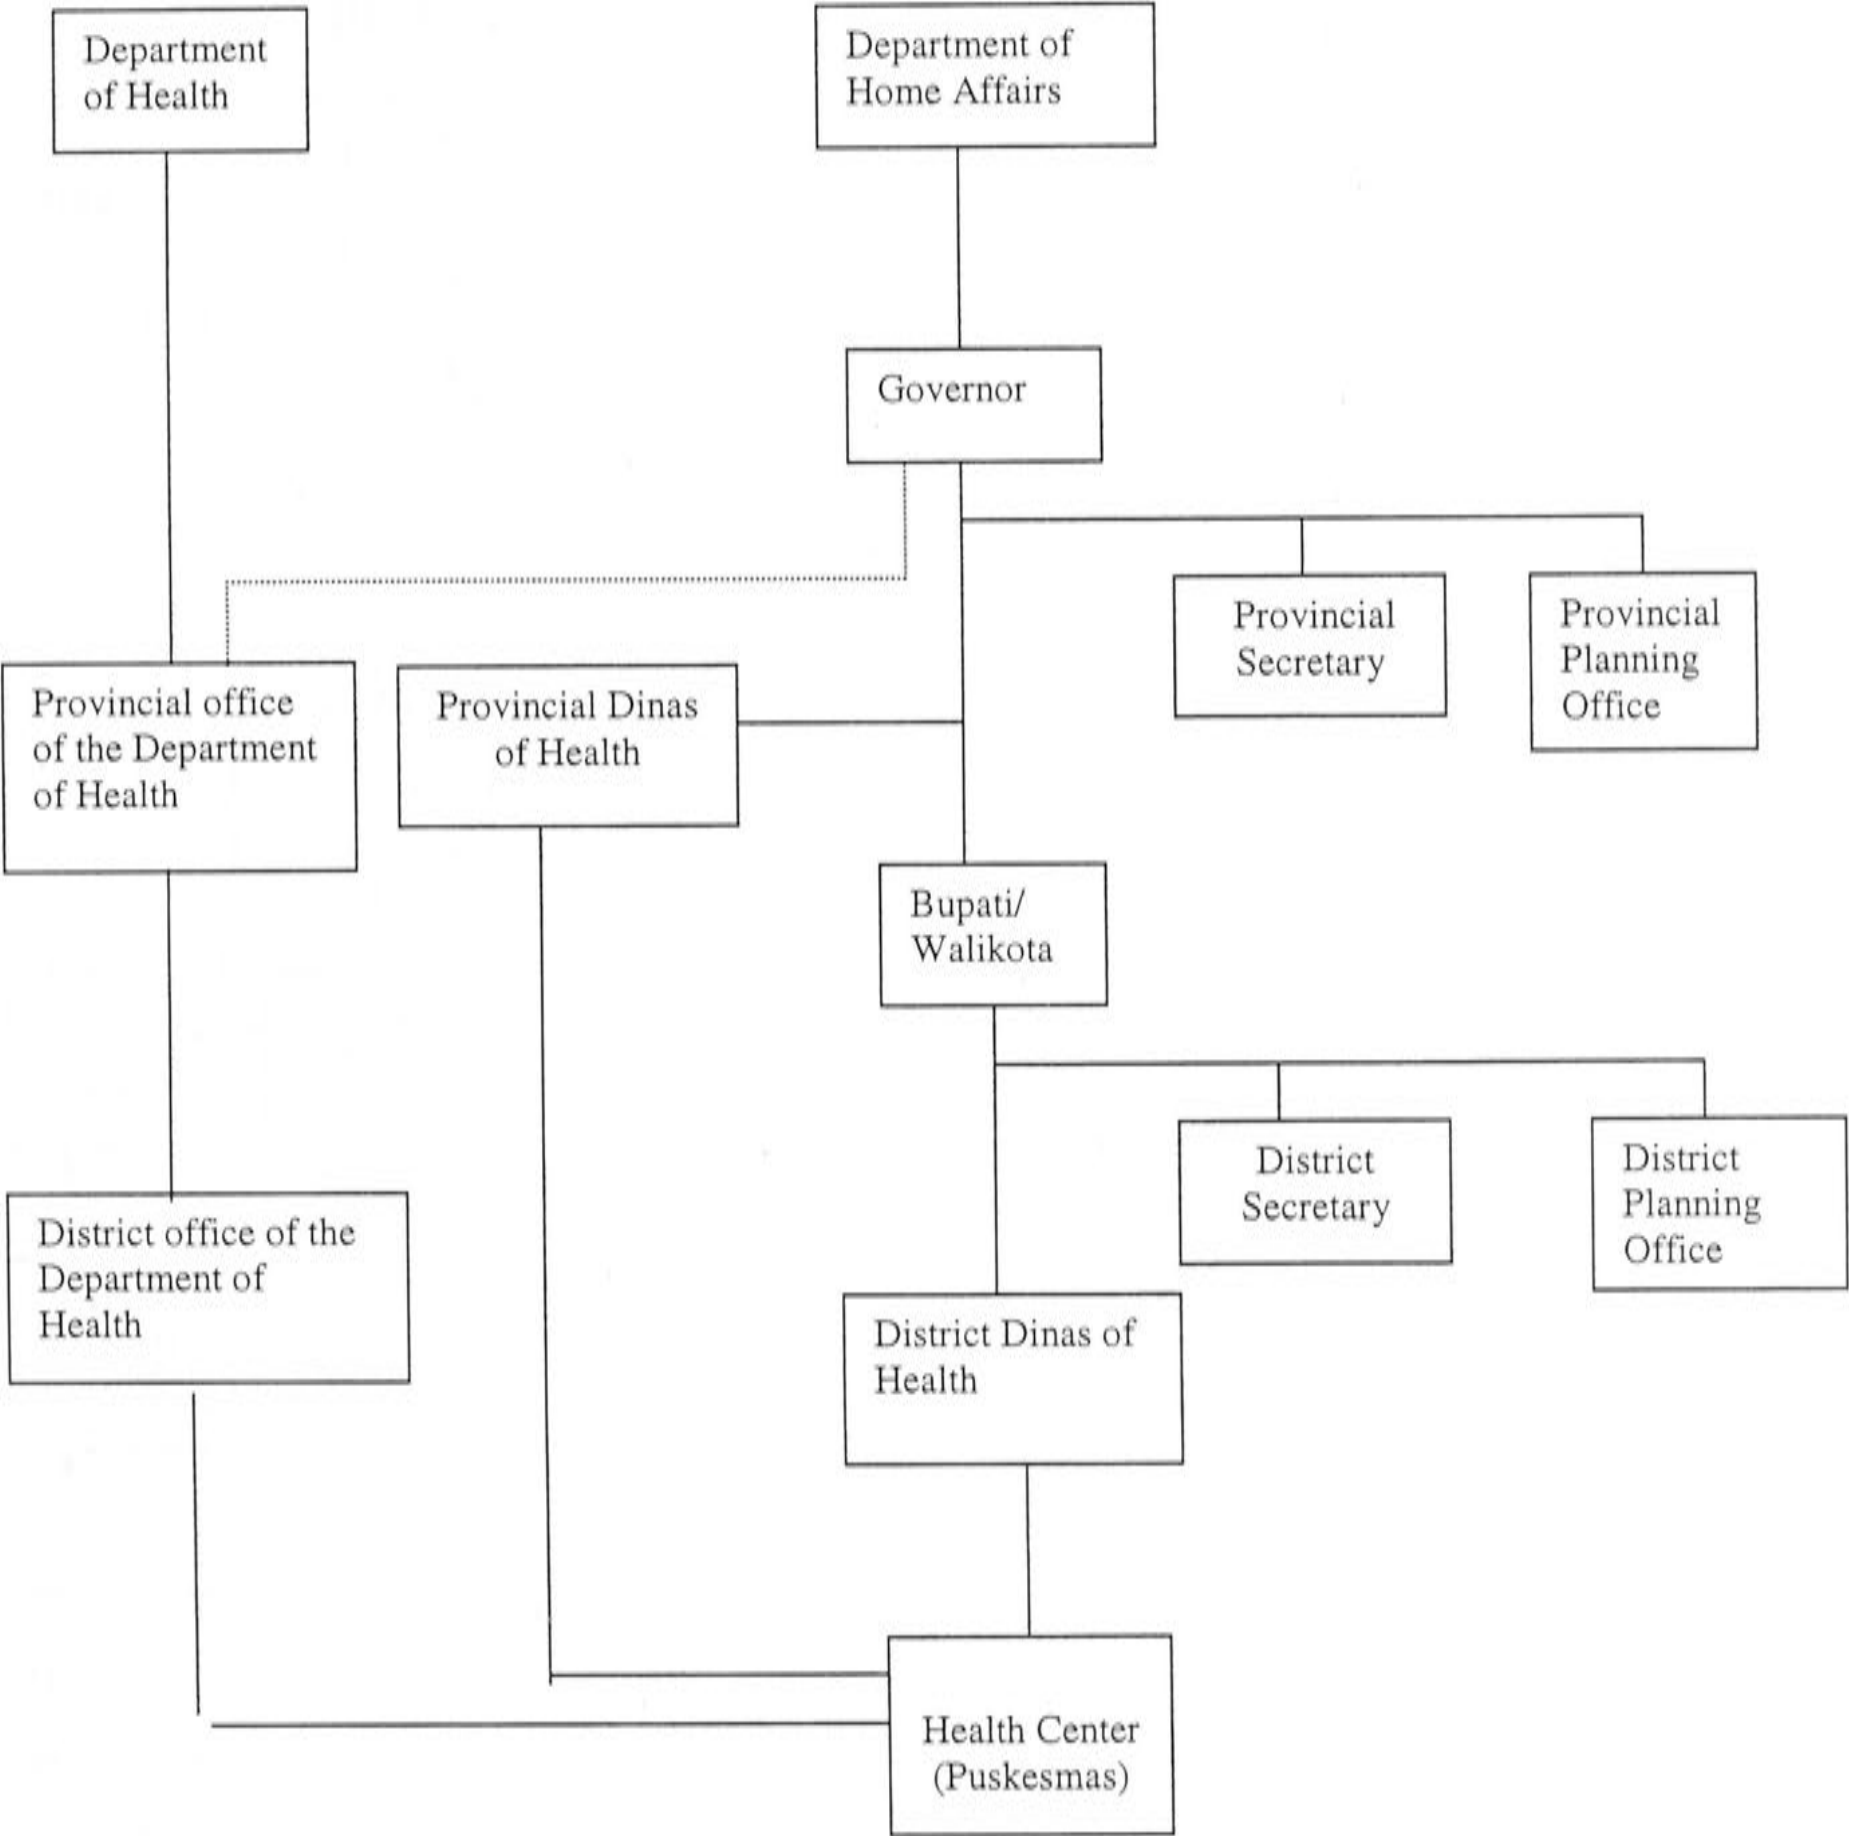 Department
of Health
Department of
Home Affairs
Governor
Provincial
Secretary
Provincial
Planning
Office
Provincial office
of the Department
of Health
Provincial Dinas
of Health
Bupati/
Walikota
District
Secretary
District
Planning
Office
District office of the
Department of
Health
District Dinas of
Health
Health Center
(Puskesmas)